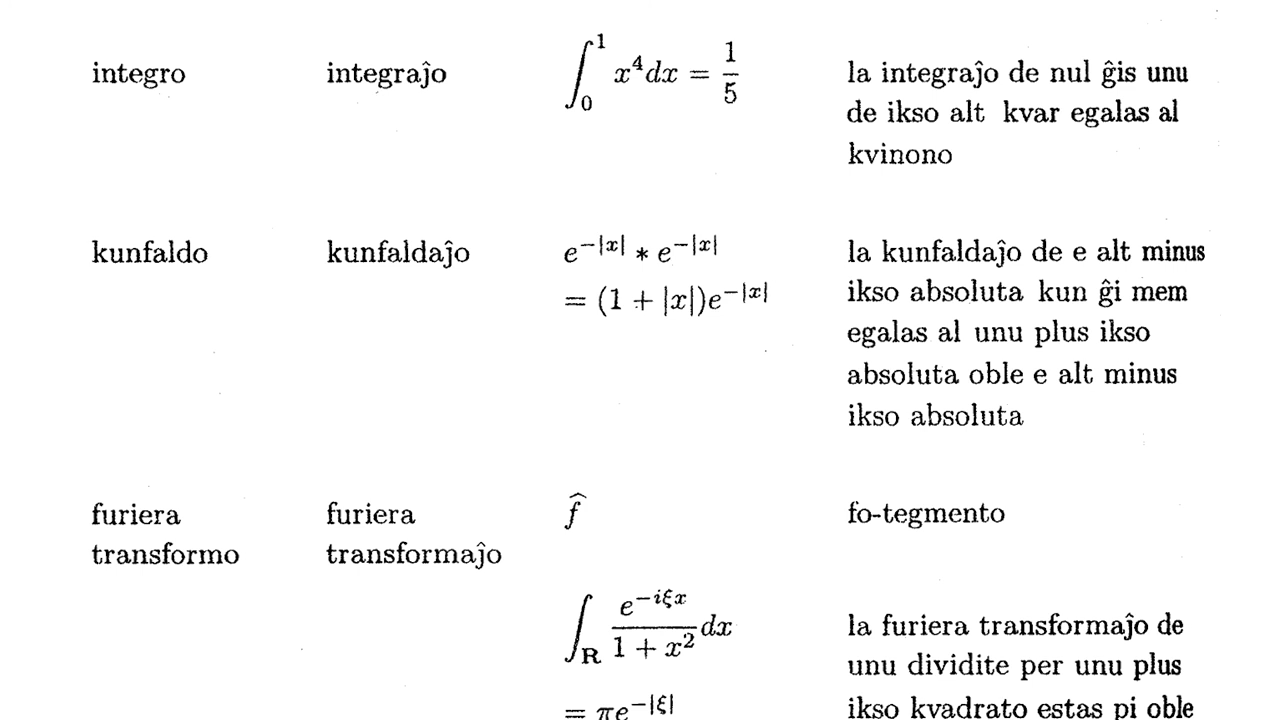 integro integraĵo ∫₀¹ x⁴dx = 1/5 la integraĵo de nul ĝis unu
de ikso alt kvar egalas al
kvinono
kunfaldo kunfaldaĵo e^{−|x|} * e^{−|x|} la kunfaldaĵo de e alt minus
= (1 + |x|)e^{−|x|} ikso absoluta kun ĝi mem
egalas al unu plus ikso
absoluta oble e alt minus
ikso absoluta
furiera furiera f̂ fo-tegmento
transformo transformaĵo
∫_R e^{−iξx}/(1 + x²) dx la furiera transformaĵo de
unu dividite per unu plus
= πe^{−|ξ|} ikso kvadrato estas pi oble